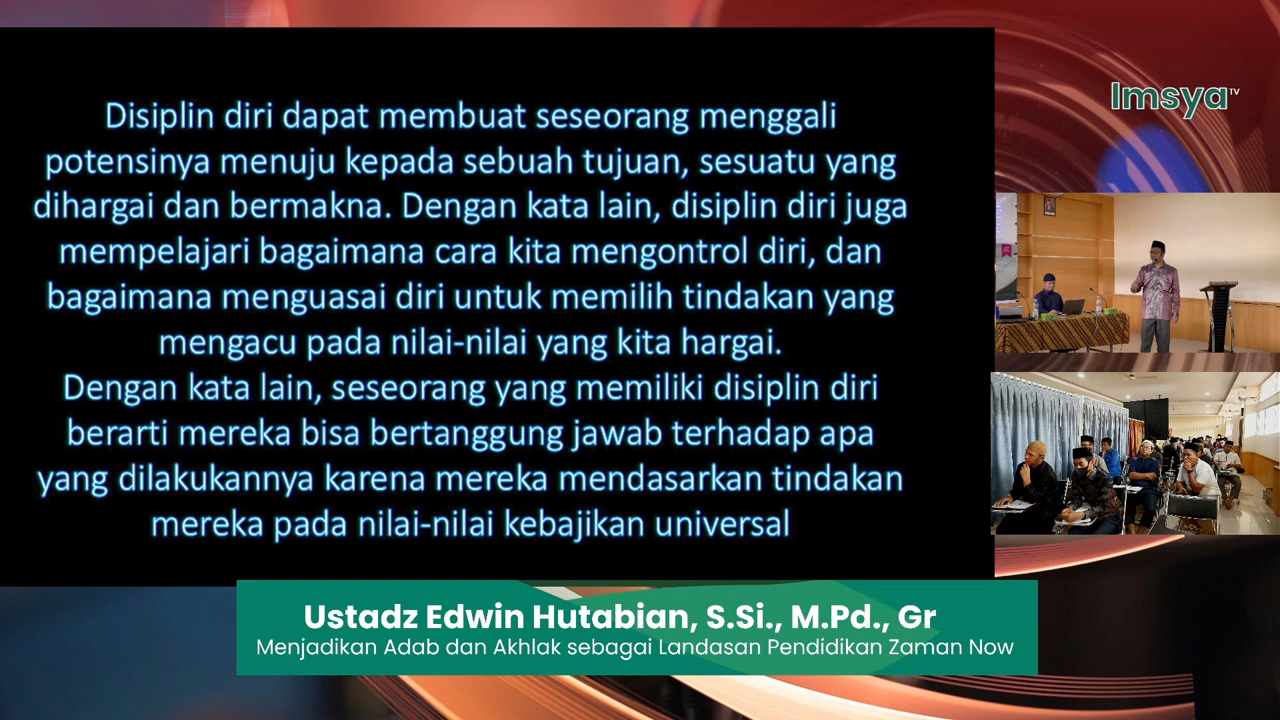 Disiplin diri dapat membuat seseorang menggali
potensinya menuju kepada sebuah tujuan, sesuatu yang
dihargai dan bermakna. Dengan kata lain, disiplin diri juga
mempelajari bagaimana cara kita mengontrol diri, dan
bagaimana menguasai diri untuk memilih tindakan yang
mengacu pada nilai-nilai yang kita hargai.
Dengan kata lain, seseorang yang memiliki disiplin diri
berarti mereka bisa bertanggung jawab terhadap apa
yang dilakukannya karena mereka mendasarkan tindakan
mereka pada nilai-nilai kebajikan universal
Imsya TV
Ustadz Edwin Hutabian, S.Si., M.Pd., Gr
Menjadikan Adab dan Akhlak sebagai Landasan Pendidikan Zaman Now